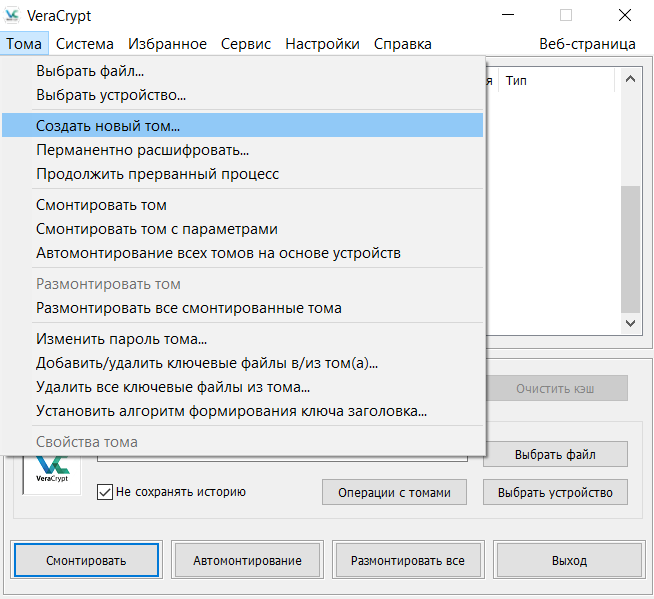 VeraCrypt
Тома Система Избранное Сервис Настройки Справка Веб-страница
Выбрать файл...
Выбрать устройство...
я Тип
Создать новый том...
Перманентно расшифровать...
Продолжить прерванный процесс
Смонтировать том
Смонтировать том с параметрами
Автомонтирование всех томов на основе устройств
Размонтировать том
Размонтировать все смонтированные тома
Изменить пароль тома...
Добавить/удалить ключевые файлы в/из том(а)...
Удалить все ключевые файлы из тома...
Установить алгоритм формирования ключа заголовка...
Свойства тома
Очистить кэш
VeraCrypt
Выбрать файл
Не сохранять историю
Операции с томами
Выбрать устройство
Смонтировать
Автомонтирование
Размонтировать все
Выход